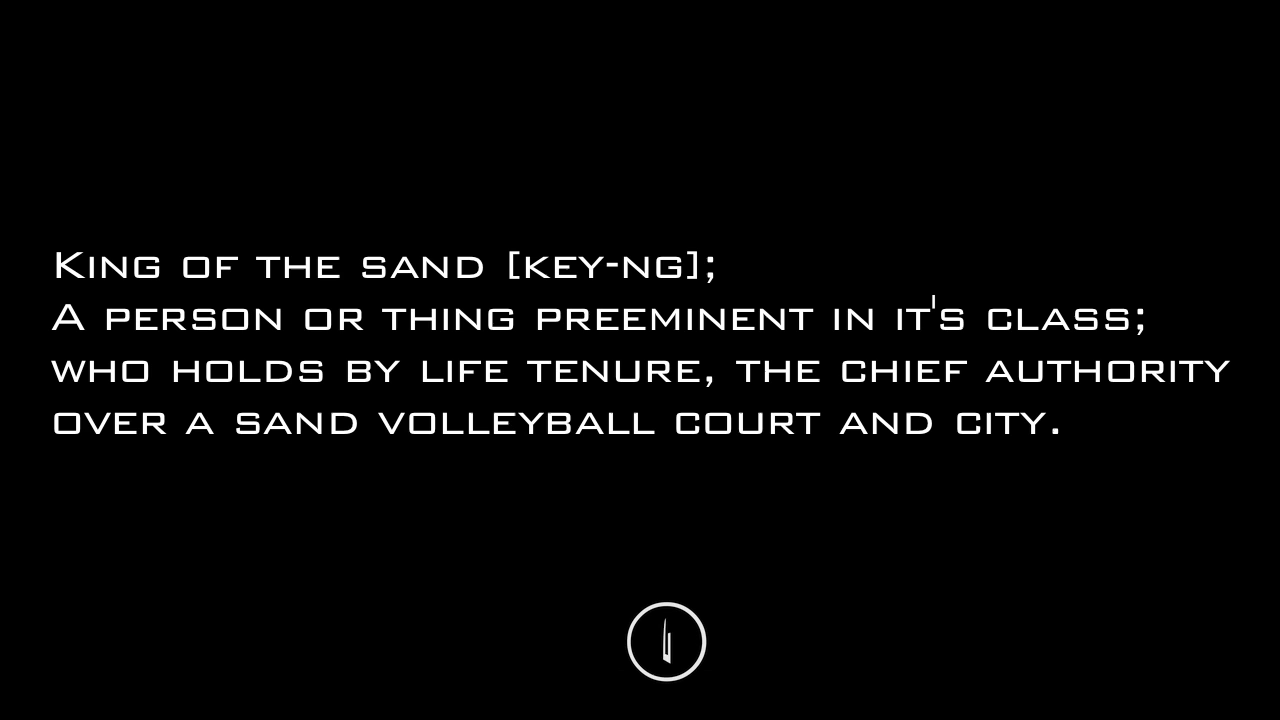 King of the sand [key-ng];
A person or thing preeminent in it's class;
who holds by life tenure, the chief authority
over a sand volleyball court and city.